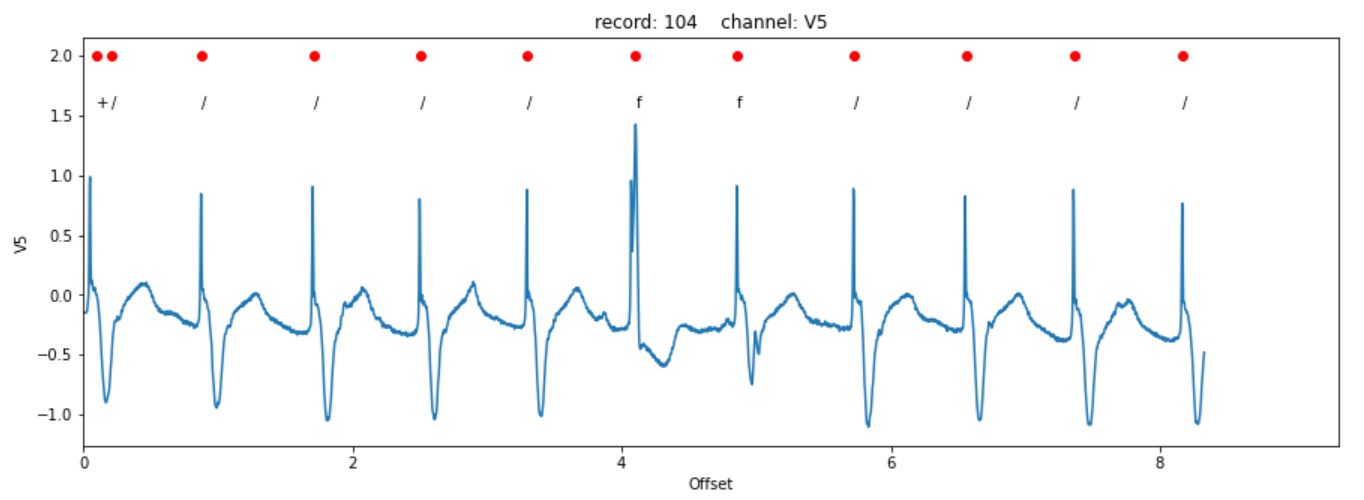 record: 104 channel: V5
2.0
+ / / / / / f f / / / /
1.5
1.0
0.5
0.0
−0.5
−1.0
V5
0 2 4 6 8
Offset